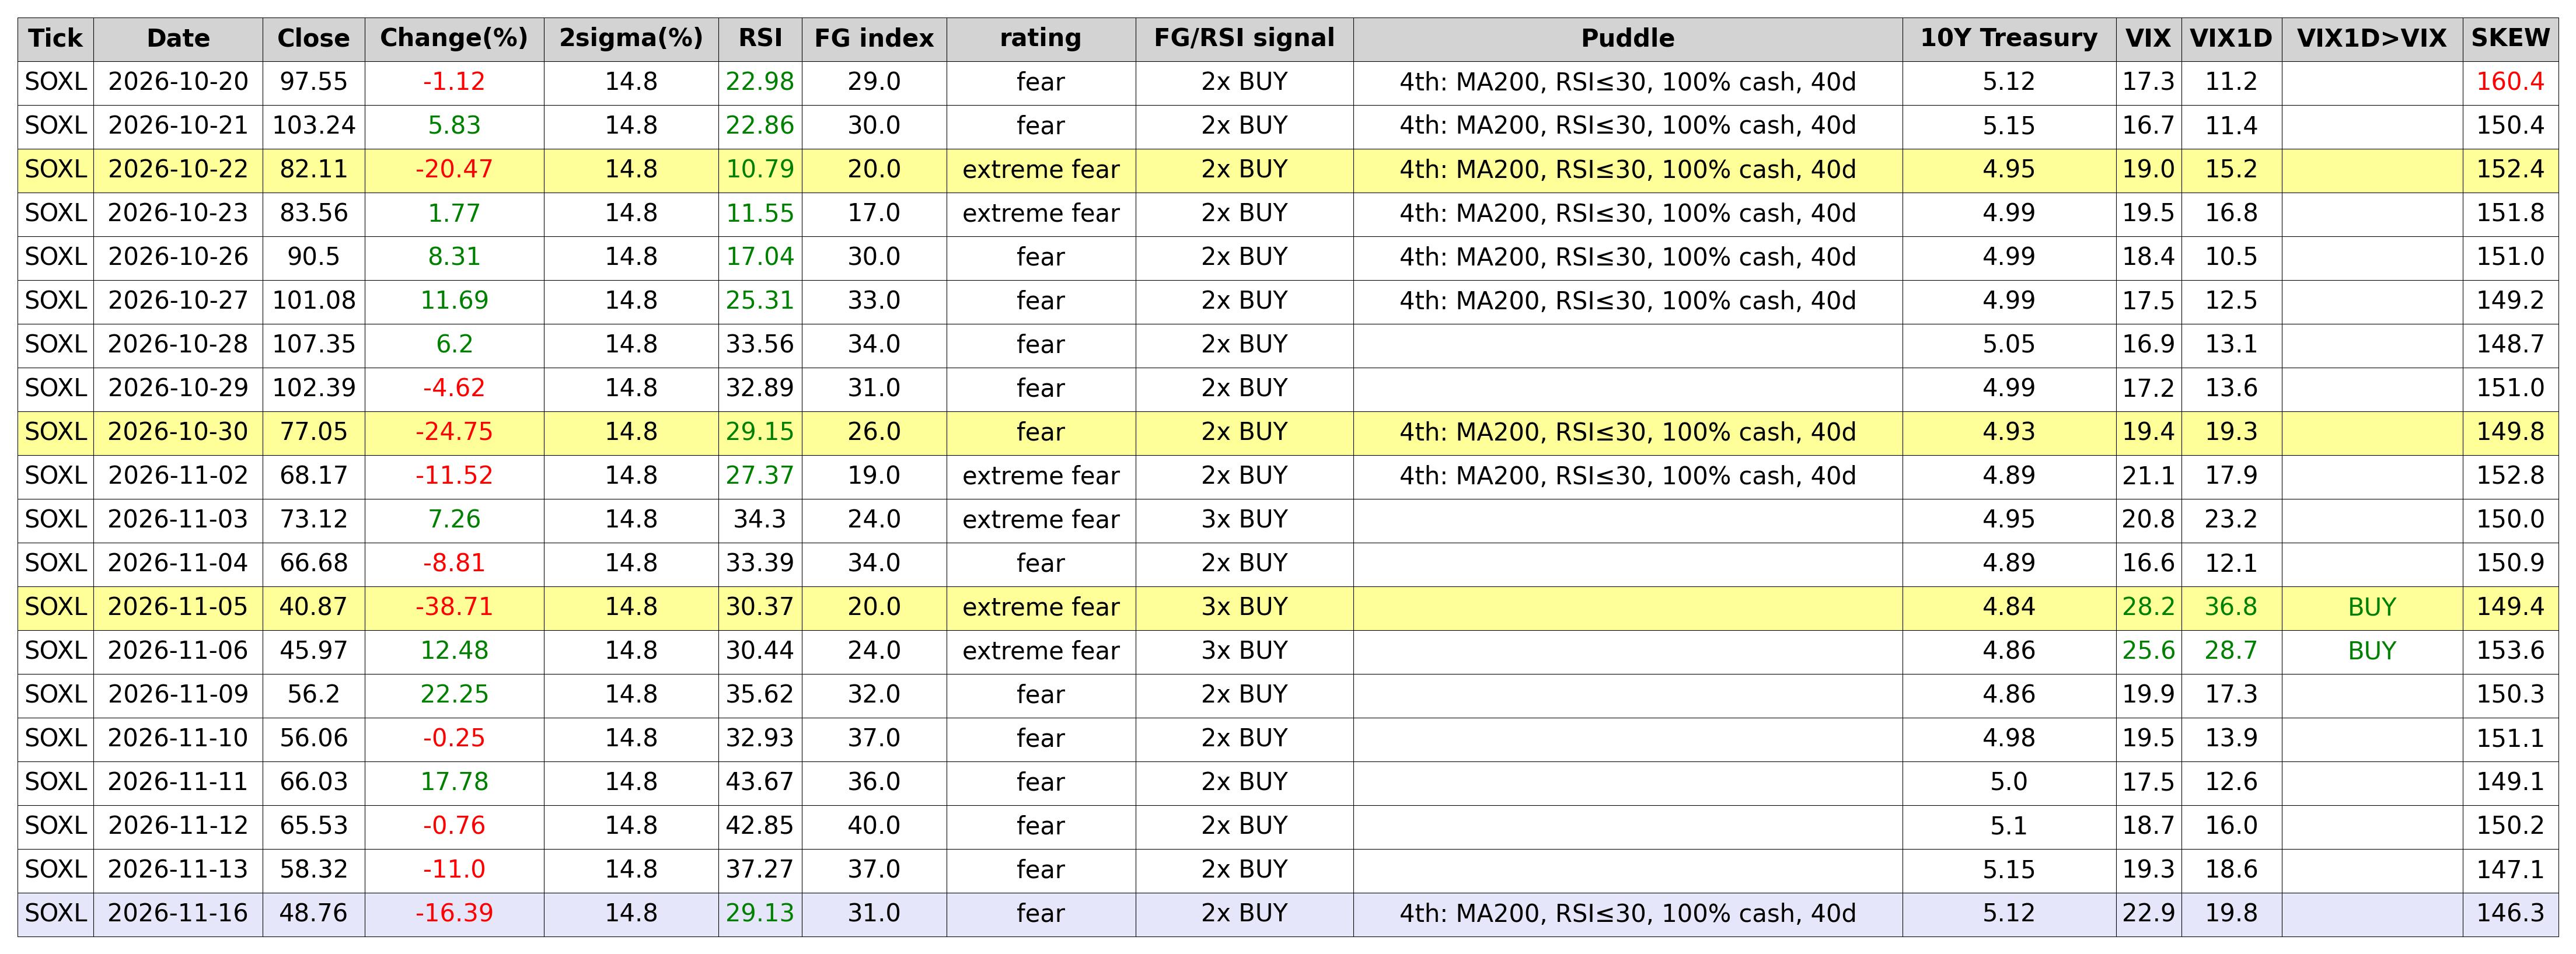 Tick Date Close Change(%) 2sigma(%) RSI FG index rating FG/RSI signal Puddle 10Y Treasury VIX VIX1D VIX1D>VIX SKEW
SOXL 2026-10-20 97.55 -1.12 14.8 22.98 29.0 fear 2x BUY 4th: MA200, RSI≤30, 100% cash, 40d 5.12 17.3 11.2 160.4
SOXL 2026-10-21 103.24 5.83 14.8 22.86 30.0 fear 2x BUY 4th: MA200, RSI≤30, 100% cash, 40d 5.15 16.7 11.4 150.4
SOXL 2026-10-22 82.11 -20.47 14.8 10.79 20.0 extreme fear 2x BUY 4th: MA200, RSI≤30, 100% cash, 40d 4.95 19.0 15.2 152.4
SOXL 2026-10-23 83.56 1.77 14.8 11.55 17.0 extreme fear 2x BUY 4th: MA200, RSI≤30, 100% cash, 40d 4.99 19.5 16.8 151.8
SOXL 2026-10-26 90.5 8.31 14.8 17.04 30.0 fear 2x BUY 4th: MA200, RSI≤30, 100% cash, 40d 4.99 18.4 10.5 151.0
SOXL 2026-10-27 101.08 11.69 14.8 25.31 33.0 fear 2x BUY 4th: MA200, RSI≤30, 100% cash, 40d 4.99 17.5 12.5 149.2
SOXL 2026-10-28 107.35 6.2 14.8 33.56 34.0 fear 2x BUY 5.05 16.9 13.1 148.7
SOXL 2026-10-29 102.39 -4.62 14.8 32.89 31.0 fear 2x BUY 4.99 17.2 13.6 151.0
SOXL 2026-10-30 77.05 -24.75 14.8 29.15 26.0 fear 2x BUY 4th: MA200, RSI≤30, 100% cash, 40d 4.93 19.4 19.3 149.8
SOXL 2026-11-02 68.17 -11.52 14.8 27.37 19.0 extreme fear 2x BUY 4th: MA200, RSI≤30, 100% cash, 40d 4.89 21.1 17.9 152.8
SOXL 2026-11-03 73.12 7.26 14.8 34.3 24.0 extreme fear 3x BUY 4.95 20.8 23.2 150.0
SOXL 2026-11-04 66.68 -8.81 14.8 33.39 34.0 fear 2x BUY 4.89 16.6 12.1 150.9
SOXL 2026-11-05 40.87 -38.71 14.8 30.37 20.0 extreme fear 3x BUY 4.84 28.2 36.8 BUY 149.4
SOXL 2026-11-06 45.97 12.48 14.8 30.44 24.0 extreme fear 3x BUY 4.86 25.6 28.7 BUY 153.6
SOXL 2026-11-09 56.2 22.25 14.8 35.62 32.0 fear 2x BUY 4.86 19.9 17.3 150.3
SOXL 2026-11-10 56.06 -0.25 14.8 32.93 37.0 fear 2x BUY 4.98 19.5 13.9 151.1
SOXL 2026-11-11 66.03 17.78 14.8 43.67 36.0 fear 2x BUY 5.0 17.5 12.6 149.1
SOXL 2026-11-12 65.53 -0.76 14.8 42.85 40.0 fear 2x BUY 5.1 18.7 16.0 150.2
SOXL 2026-11-13 58.32 -11.0 14.8 37.27 37.0 fear 2x BUY 5.15 19.3 18.6 147.1
SOXL 2026-11-16 48.76 -16.39 14.8 29.13 31.0 fear 2x BUY 4th: MA200, RSI≤30, 100% cash, 40d 5.12 22.9 19.8 146.3